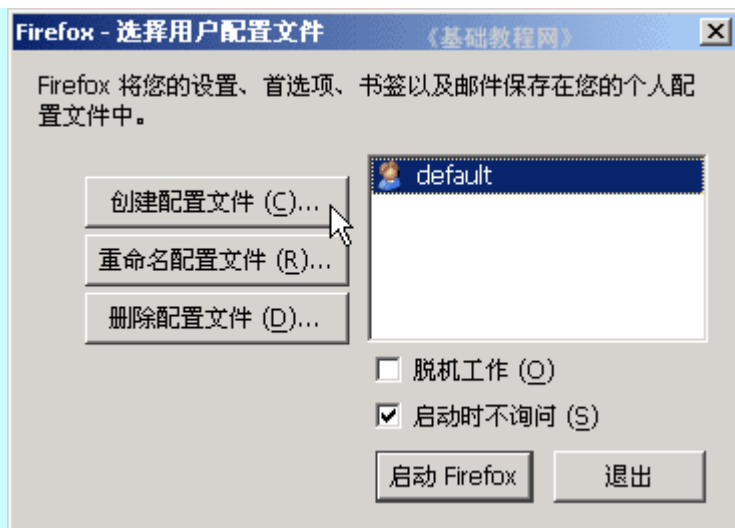 Firefox - 选择用户配置文件
《基础教程网》
Firefox 将您的设置、首选项、书签以及邮件保存在您的个人配
置文件中。
创建配置文件 (C)...
default
重命名配置文件 (R)...
删除配置文件 (D)...
脱机工作 (O)
启动时不询问 (S)
启动 Firefox
退出